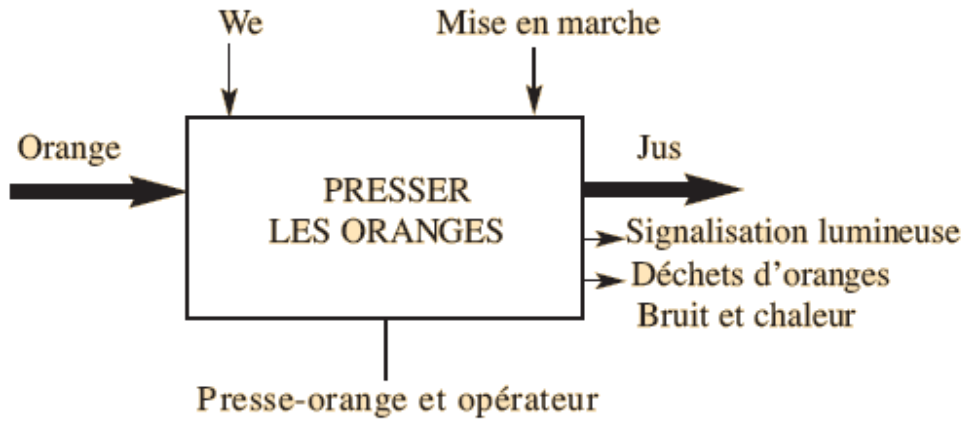 We
Mise en marche
Orange
Jus
PRESSER
LES ORANGES
Signalisation lumineuse
Déchets d’oranges
Bruit et chaleur
Presse-orange et opérateur